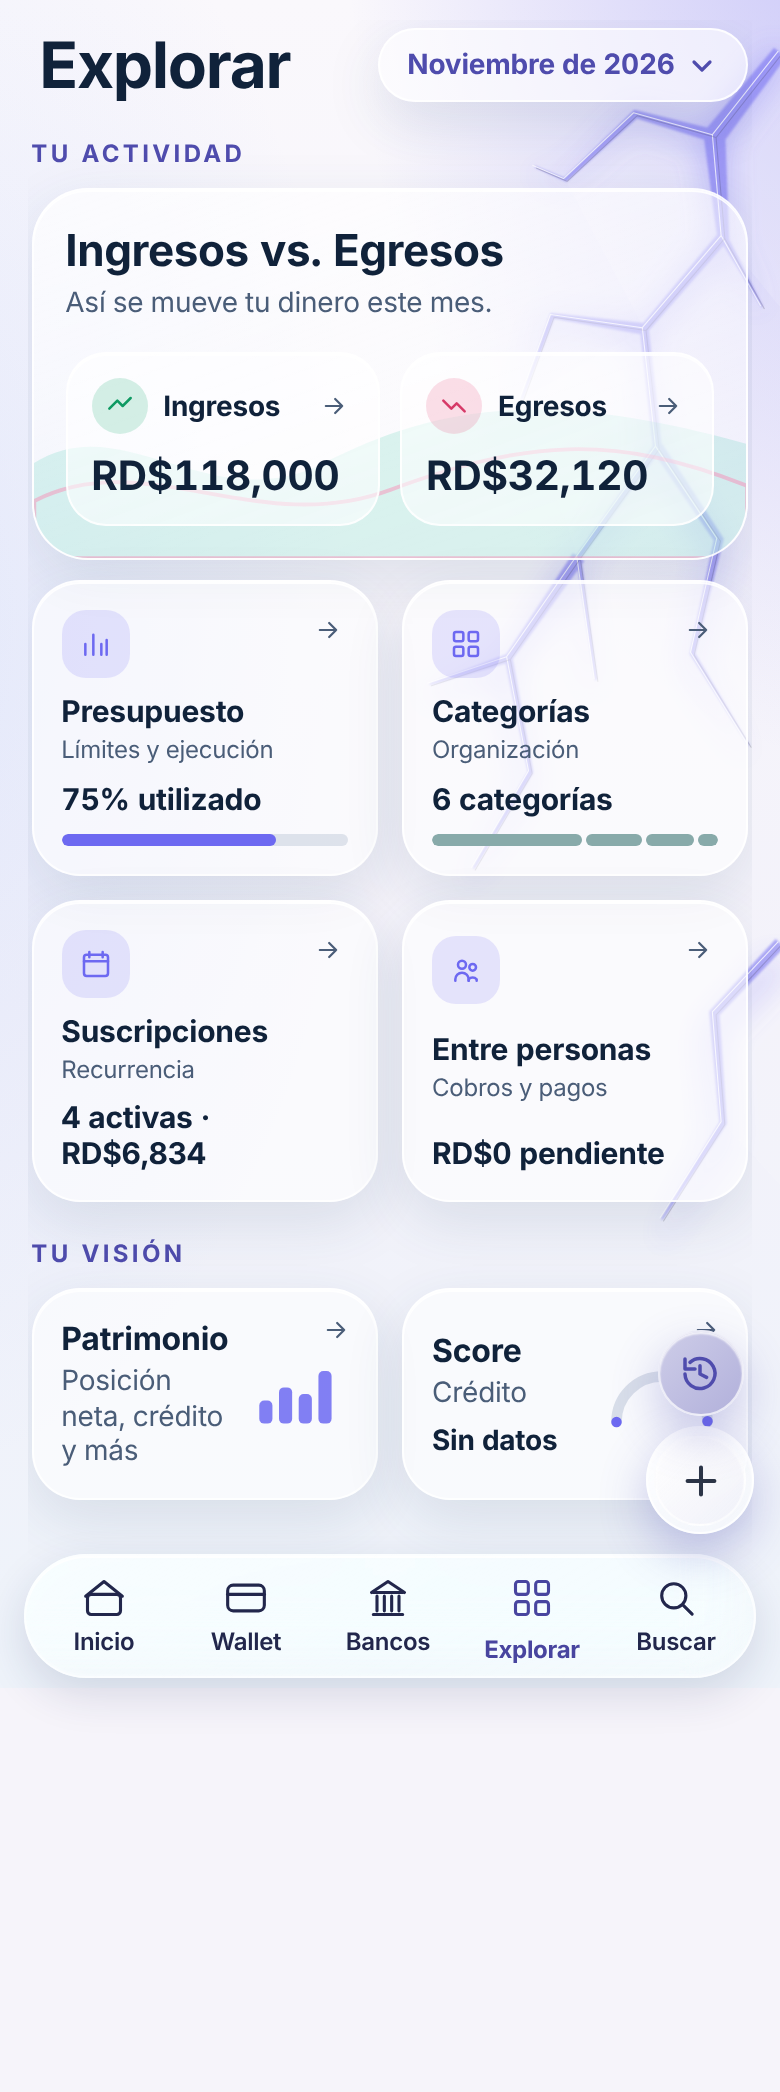 Explorar
Noviembre de 2026
TU ACTIVIDAD
Ingresos vs. Egresos
Así se mueve tu dinero este mes.
Ingresos
RD$118,000
Egresos
RD$32,120
Presupuesto
Límites y ejecución
75% utilizado
Categorías
Organización
6 categorías
Suscripciones
Recurrencia
4 activas ·
RD$6,834
Entre personas
Cobros y pagos
RD$0 pendiente
TU VISIÓN
Patrimonio
Posición
neta, crédito
y más
Score
Crédito
Sin datos
Inicio
Wallet
Bancos
Explorar
Buscar